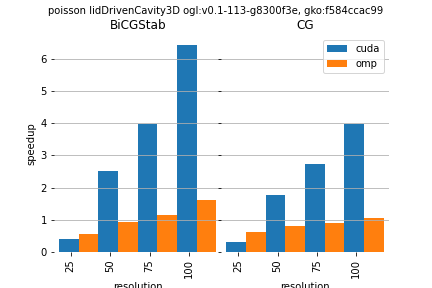 poisson lidDrivenCavity3D ogl:v0.1-113-g8300f3e, gko:f584ccac99
BiCGStab
CG
cuda
omp
speedup
6
5
4
3
2
1
0
25
50
75
100
25
50
75
100
resolution
resolution